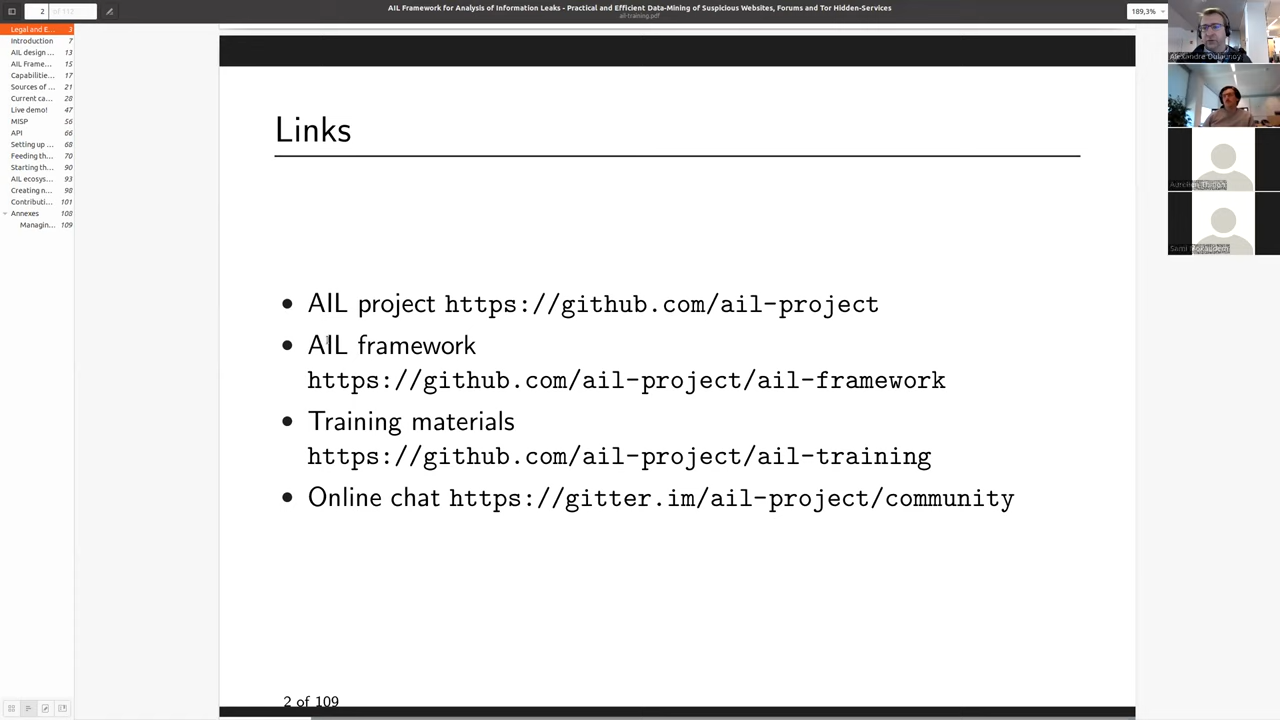 2 of 112
AIL Framework for Analysis of Information Leaks - Practical and Efficient Data-Mining of Suspicious Websites, Forums and Tor Hidden-Services
ail-training.pdf
189,3%
Legal and E... 3
Introduction 7
AIL design ... 13
AIL Frame... 15
Capabilitie... 17
Sources of ... 21
Current ca... 28
Live demo! 47
MISP 56
API 66
Setting up ... 68
Feeding th... 70
Starting th... 90
AIL ecosys... 93
Creating n... 98
Contributi... 101
Annexes 108
Managin... 109
Links
• AIL project https://github.com/ail-project
• AIL framework
https://github.com/ail-project/ail-framework
• Training materials
https://github.com/ail-project/ail-training
• Online chat https://gitter.im/ail-project/community
2 of 109
Alexandre Dulaunoy
Sami